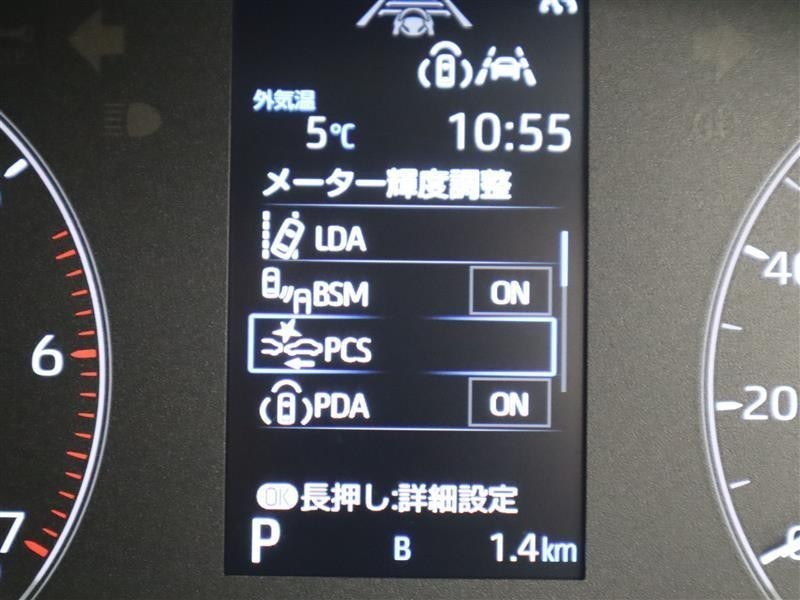 外気温
5℃ 10:55
メーター輝度調整
LDA
BSM ON
PCS
PDA ON
OK 長押し:詳細設定
P B 1.4km
6
7
40
20